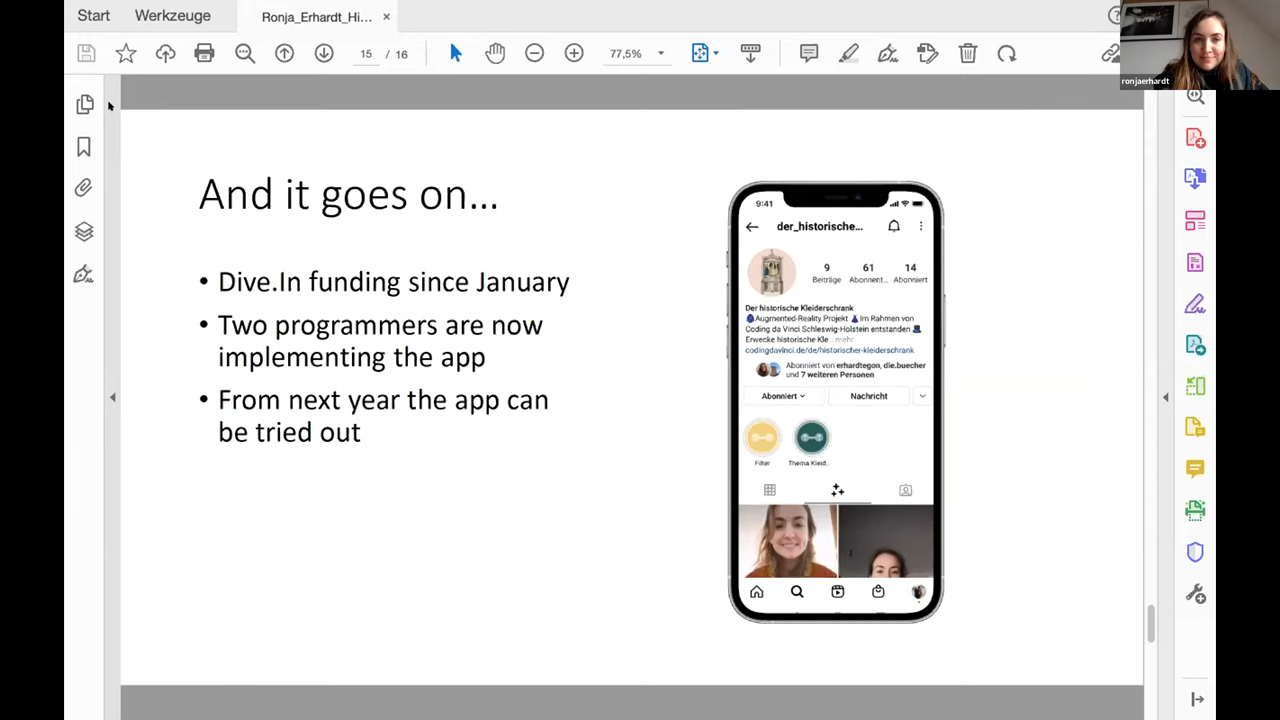 Start Werkzeuge Ronja_Erhardt_Hi... ×
15 / 16 77,5%
ronjaerhardt
And it goes on...
• Dive.In funding since January
• Two programmers are now
implementing the app
• From next year the app can
be tried out
9:41
der_historische...
9 61 14
Beiträge Abonnent... Abonniert
Der historische Kleiderschrank
Augmented-Reality Projekt Im Rahmen von
Coding da Vinci Schleswig-Holstein entstanden
Erwecke historische Kle... mehr
codingdavinci.de/de/historischer-kleiderschrank
Abonniert von erhardtegon, die.buecher
und 7 weiteren Personen
Abonniert Nachricht
Filter Thema Kleid..